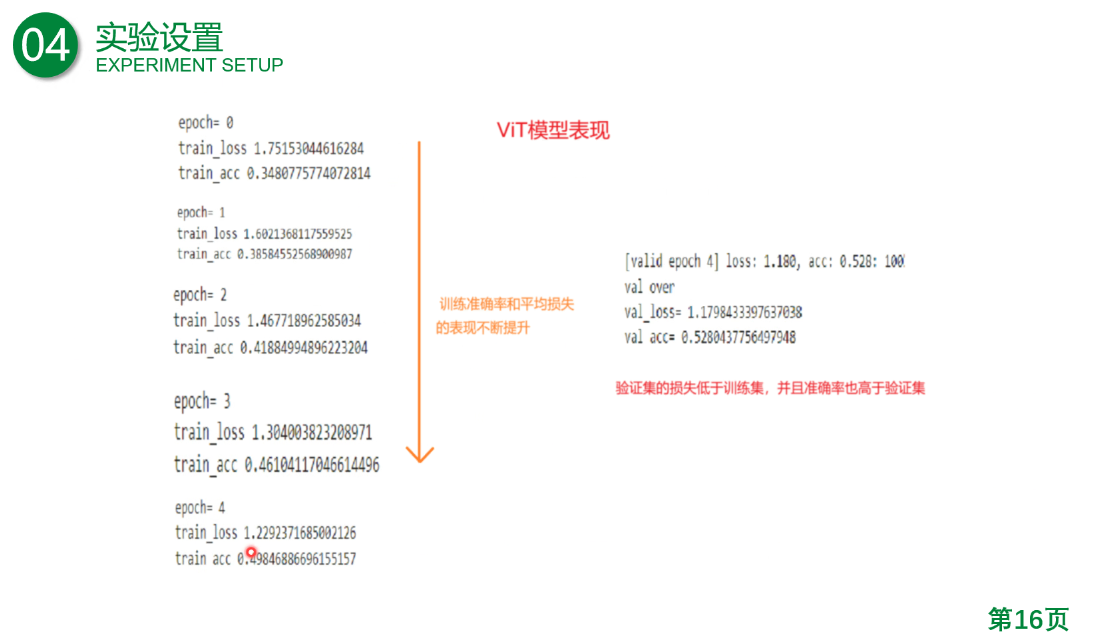 04
实验设置
EXPERIMENT SETUP
ViT模型表现
epoch= 0
train_loss 1.75153044616284
train_acc 0.3480775774072814
epoch= 1
train_loss 1.6021368117559525
train_acc 0.38584552568900987
epoch= 2
train_loss 1.467718962585034
train_acc 0.41884994896223204
epoch= 3
train_loss 1.304003823208971
train_acc 0.46104117046614496
epoch= 4
train_loss 1.2292371685002126
train acc 0.49846886696155157
训练准确率和平均损失
的表现不断提升
[valid epoch 4] loss: 1.180, acc: 0.528: 100%
val over
val_loss= 1.1798433397637038
val acc= 0.5280437756497948
验证集的损失低于训练集，并且准确率也高于验证集
第16页